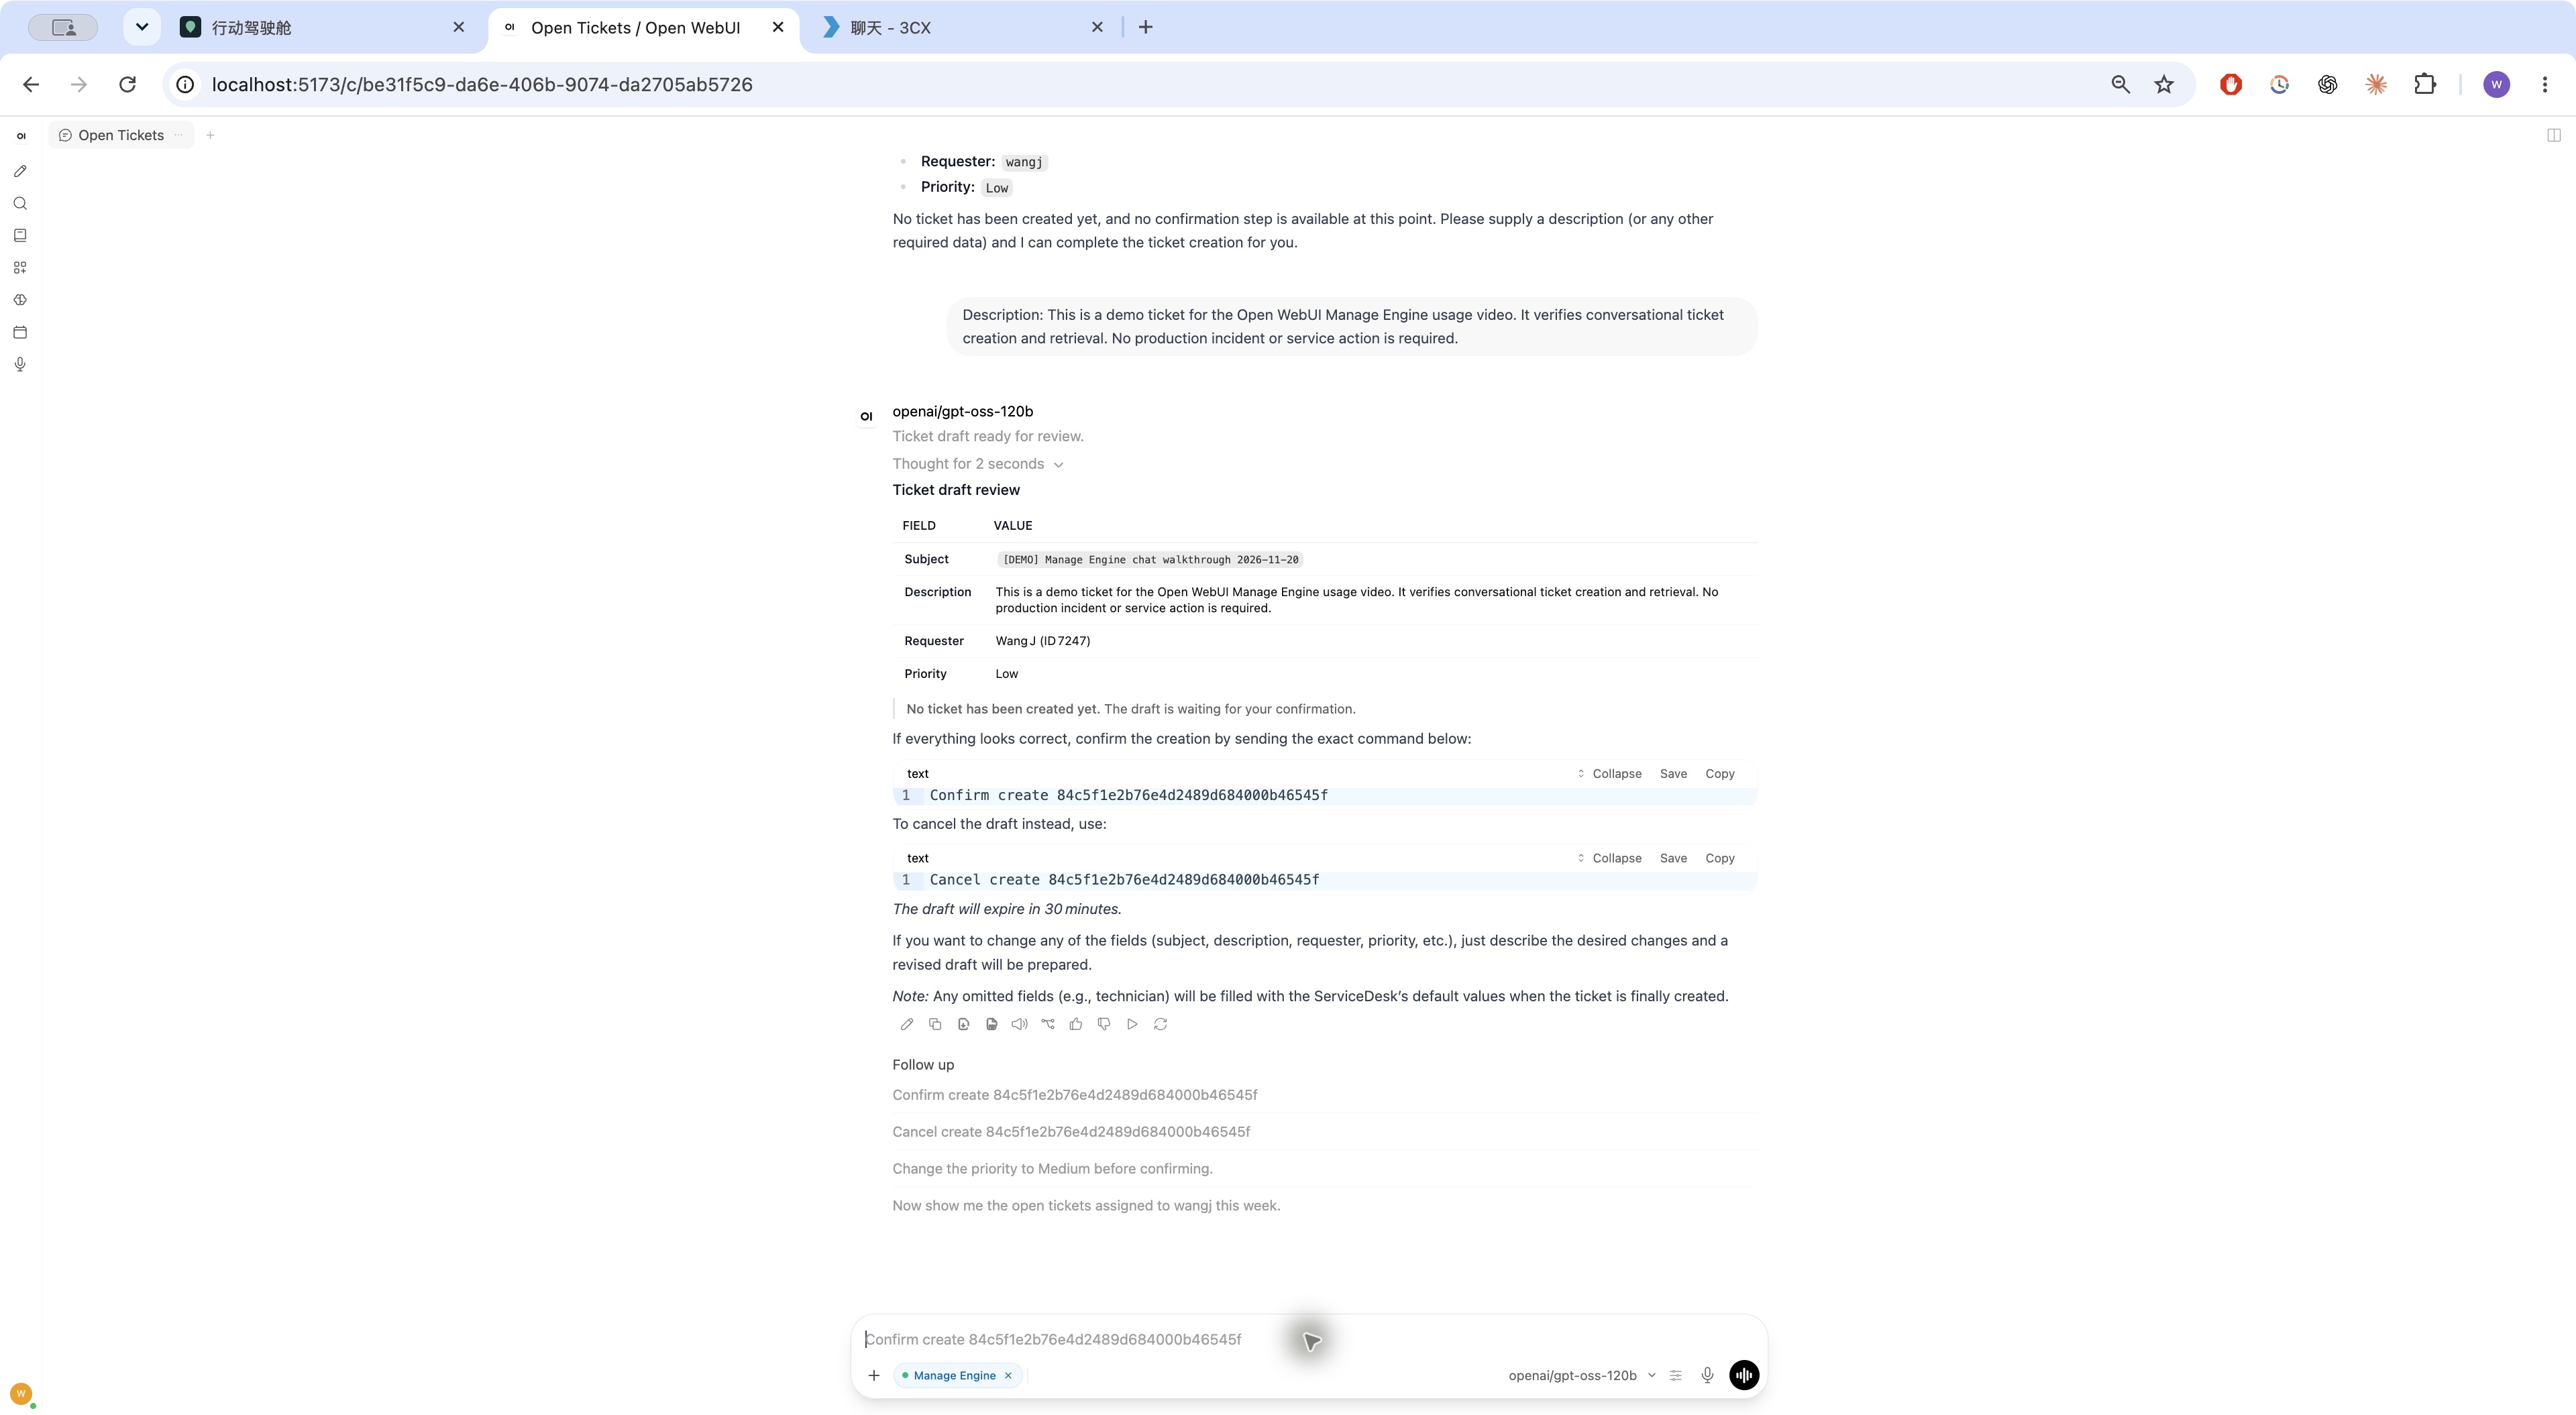 行动驾驶舱
OI Open Tickets / Open WebUI
聊天 - 3CX
localhost:5173/c/be31f5c9-da6e-406b-9074-da2705ab5726
W
OI Open Tickets
Requester: wangj
Priority: Low
No ticket has been created yet, and no confirmation step is available at this point. Please supply a description (or any other
required data) and I can complete the ticket creation for you.
Description: This is a demo ticket for the Open WebUI Manage Engine usage video. It verifies conversational ticket
creation and retrieval. No production incident or service action is required.
OI openai/gpt-oss-120b
Ticket draft ready for review.
Thought for 2 seconds
Ticket draft review
FIELD VALUE
Subject [DEMO] Manage Engine chat walkthrough 2026-11-20
Description This is a demo ticket for the Open WebUI Manage Engine usage video. It verifies conversational ticket creation and retrieval. No
production incident or service action is required.
Requester Wang J (ID 7247)
Priority Low
No ticket has been created yet. The draft is waiting for your confirmation.
If everything looks correct, confirm the creation by sending the exact command below:
text Collapse Save Copy
1 Confirm create 84c5f1e2b76e4d2489d684000b46545f
To cancel the draft instead, use:
text Collapse Save Copy
1 Cancel create 84c5f1e2b76e4d2489d684000b46545f
The draft will expire in 30 minutes.
If you want to change any of the fields (subject, description, requester, priority, etc.), just describe the desired changes and a
revised draft will be prepared.
Note: Any omitted fields (e.g., technician) will be filled with the ServiceDesk’s default values when the ticket is finally created.
Follow up
Confirm create 84c5f1e2b76e4d2489d684000b46545f
Cancel create 84c5f1e2b76e4d2489d684000b46545f
Change the priority to Medium before confirming.
Now show me the open tickets assigned to wangj this week.
Confirm create 84c5f1e2b76e4d2489d684000b46545f
Manage Engine
openai/gpt-oss-120b
W